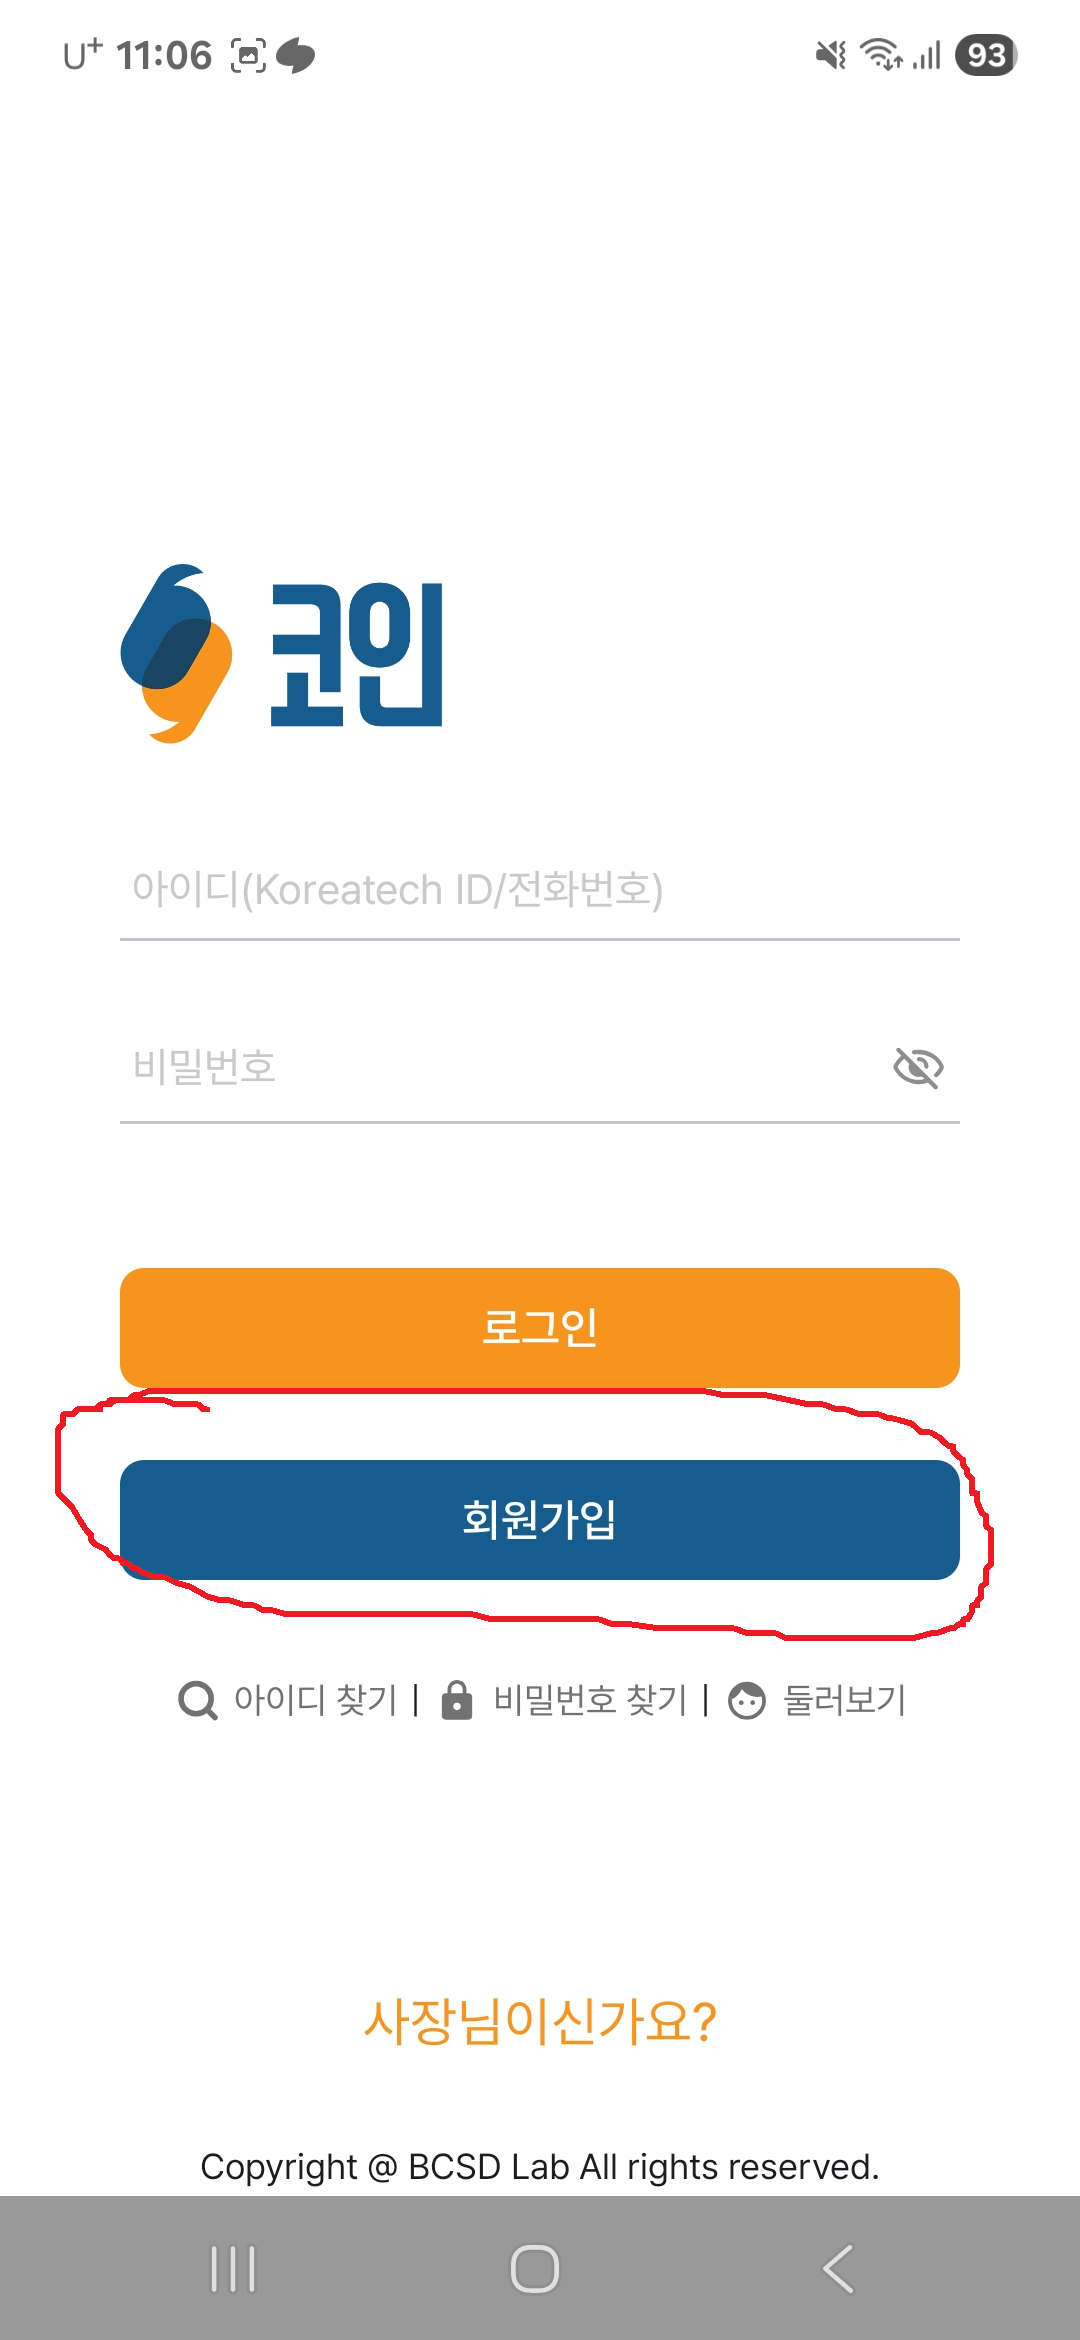 U+ 11:06 93
코인
아이디(Koreatech ID/전화번호)
비밀번호
로그인
회원가입
아이디 찾기 | 비밀번호 찾기 | 둘러보기
사장님이신가요?
Copyright @ BCSD Lab All rights reserved.